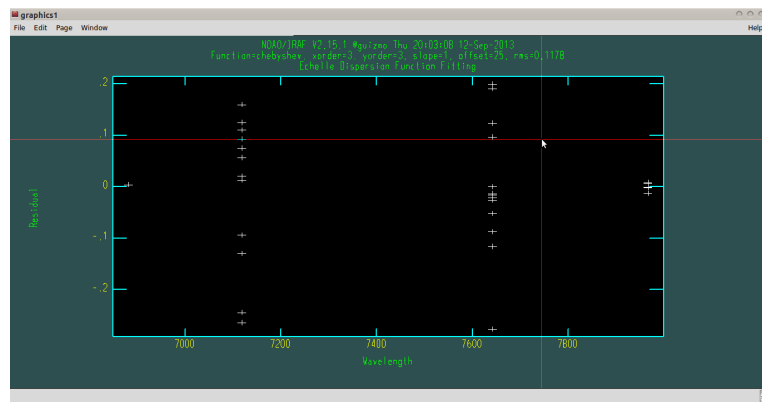 graphics1
File Edit Page Window Help
NOAO/IRAF V2.15.1 @guizmo Thu 20:03:08 12-Sep-2013
Function=chebyshev, xorder=3, yorder=3, slope=1, offset=25, rms=0.1178
Echelle Dispersion Function Fitting
.2
.1
0
-.1
-.2
Residual
7000 7200 7400 7600 7800
Wavelength